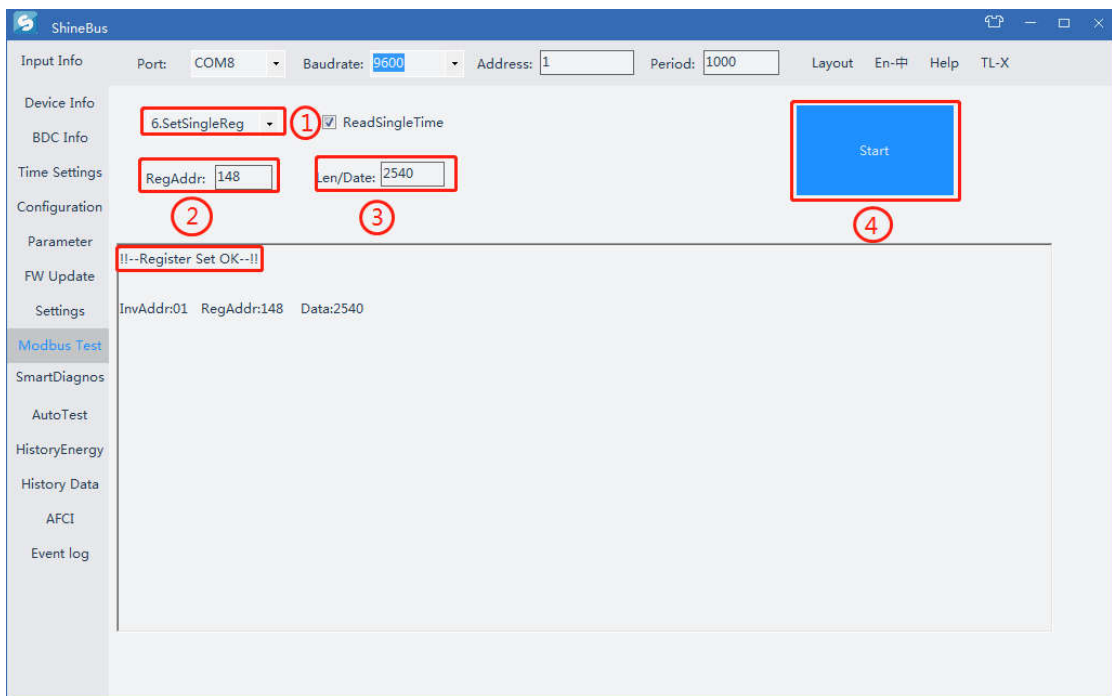 ShineBus
Input Info
Port: COM8 Baudrate: 9600 Address: 1 Period: 1000 Layout En-中 Help TL-X
Device Info
BDC Info
Time Settings
Configuration
Parameter
FW Update
Settings
Modbus Test
SmartDiagnos
AutoTest
HistoryEnergy
History Data
AFCI
Event log
6.SetSingleReg ① ReadSingleTime
RegAddr: 148 Len/Date: 2540
② ③
Start
④
!!--Register Set OK--!!
InvAddr:01 RegAddr:148 Data:2540